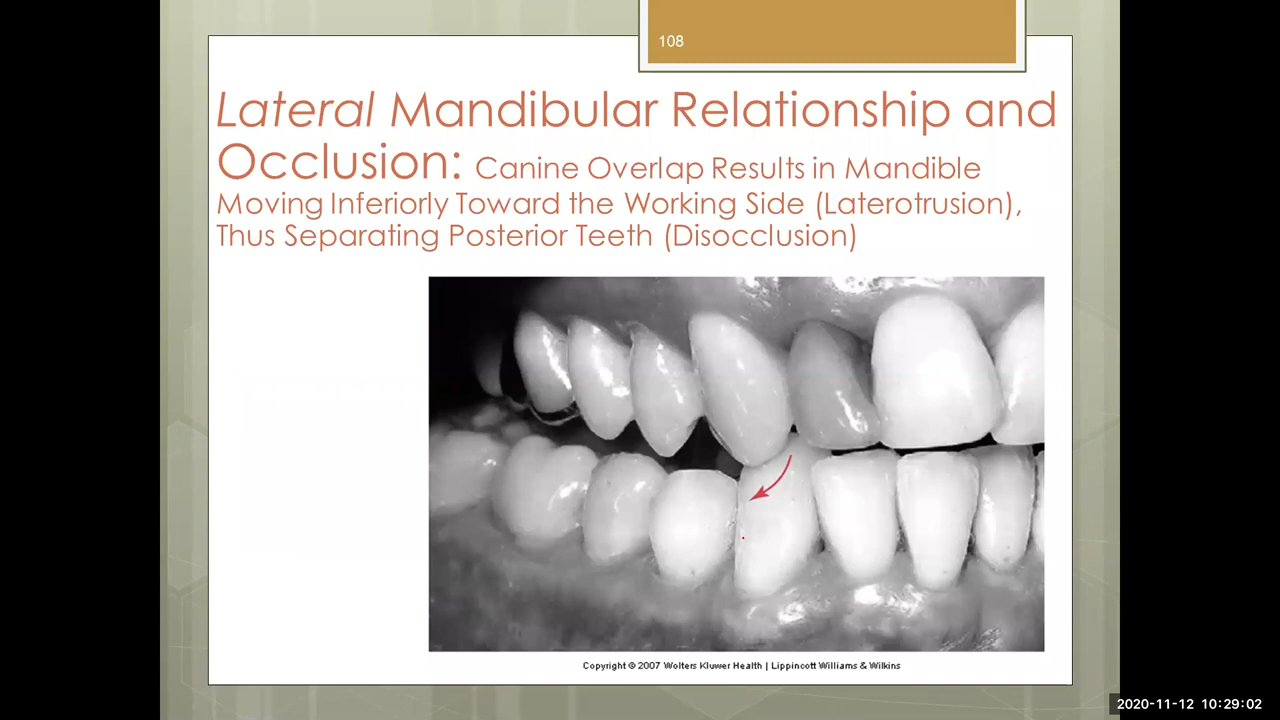 108
Lateral Mandibular Relationship and
Occlusion: Canine Overlap Results in Mandible
Moving Inferiorly Toward the Working Side (Laterotrusion),
Thus Separating Posterior Teeth (Disocclusion)
Copyright © 2007 Wolters Kluwer Health | Lippincott Williams & Wilkins
2020-11-12 10:29:02